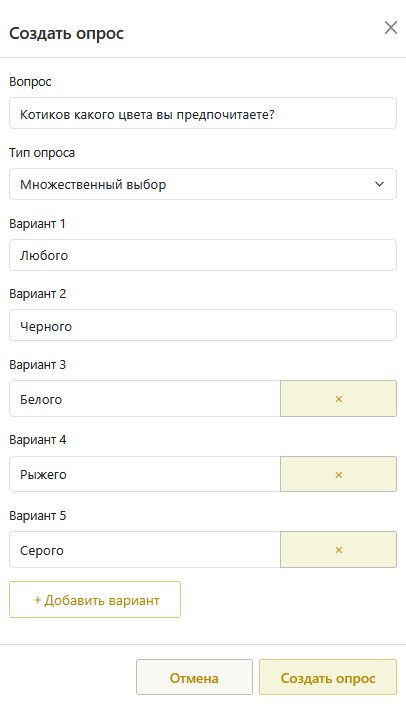 Создать опрос
Вопрос
Котиков какого цвета вы предпочитаете?
Тип опроса
Множественный выбор
Вариант 1
Любого
Вариант 2
Черного
Вариант 3
Белого ×
Вариант 4
Рыжего ×
Вариант 5
Серого ×
+ Добавить вариант
Отмена Создать опрос